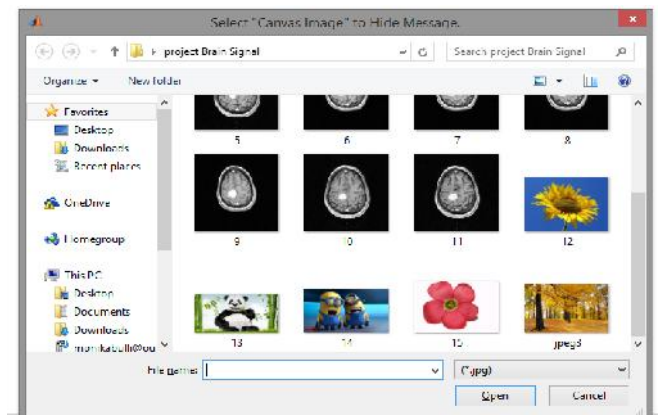 Select "Canvas Image" to Hide Message.
project Brain Signal
Search project Brain Signal
Organize
New folder
Favorites
Desktop
Downloads
Recent places
OneDrive
Homegroup
This PC
Desktop
Documents
Downloads
5
6
7
8
9
10
11
12
13
14
15
jpeg3
File name:
(*.jpg)
Open
Cancel